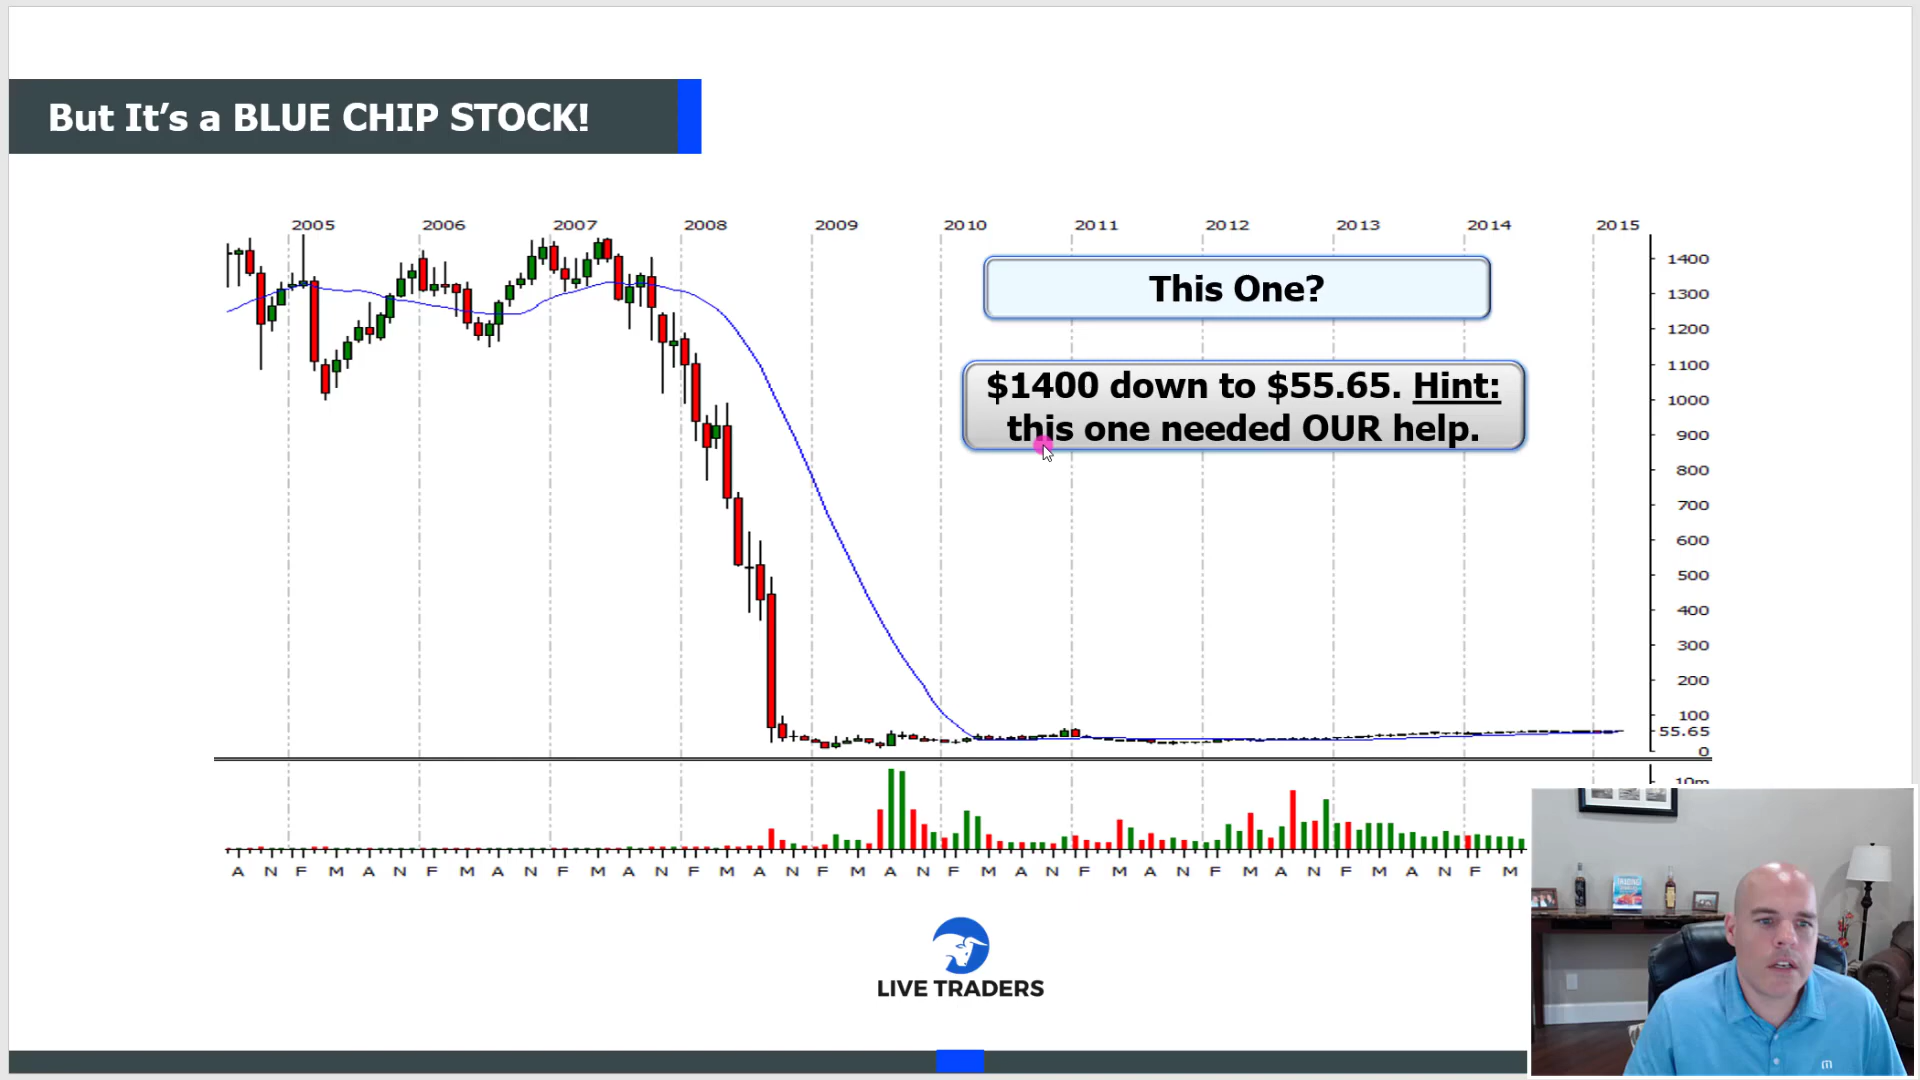 But It's a BLUE CHIP STOCK!
2005 2006 2007 2008 2009 2010 2011 2012 2013 2014 2015
This One?
$1400 down to $55.65. Hint:
this one needed OUR help.
1400
1300
1200
1100
1000
900
800
700
600
500
400
300
200
100
55.65
0
10m
A N F M A N F M A N F M A N F M A N F M A N F M A N F M A N F M A N F M A N F M
LIVE TRADERS